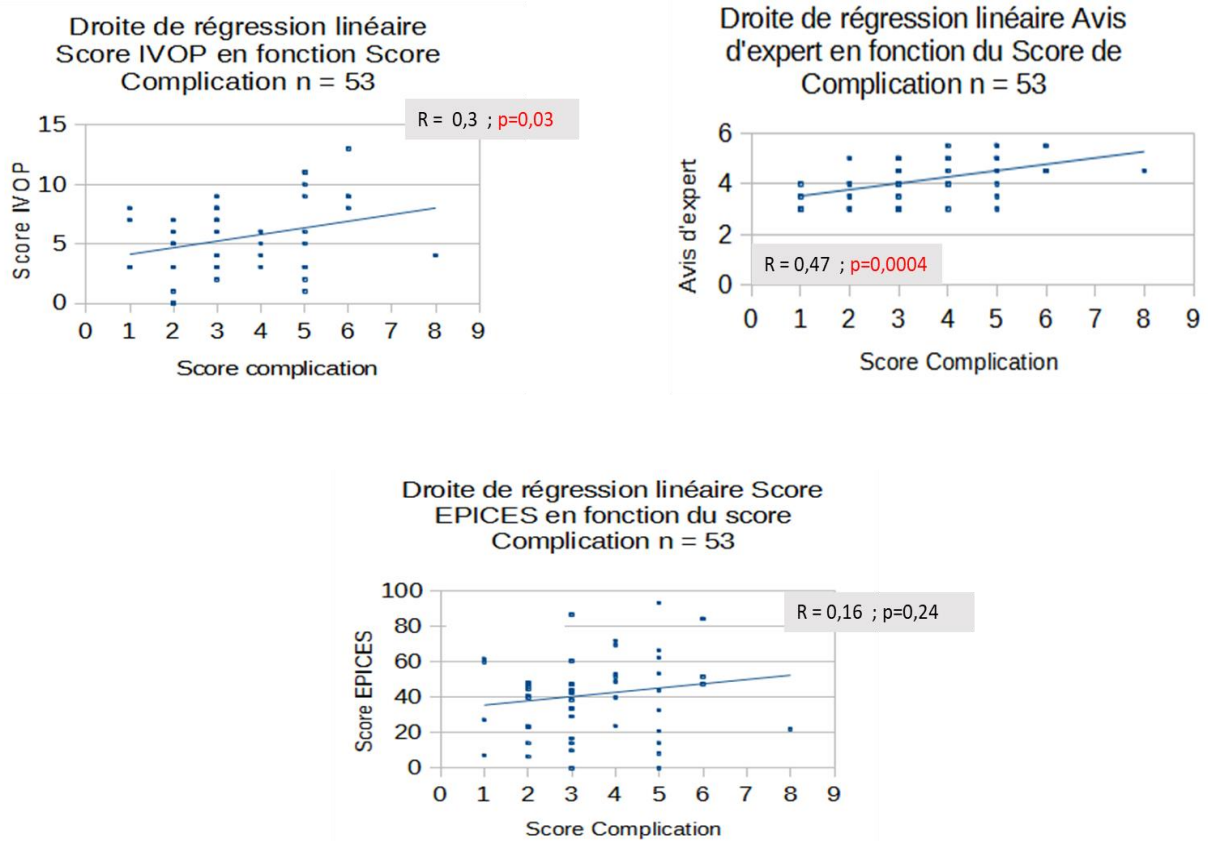 Droite de régression linéaire
Score IVOP en fonction Score
Complication n = 53
R = 0,3 ; p=0,03
15
10
5
0
Score IVOP
0 1 2 3 4 5 6 7 8 9
Score complication
Droite de régression linéaire Avis
d'expert en fonction du Score de
Complication n = 53
6
4
2
0
Avis d'expert
R = 0,47 ; p=0,0004
0 1 2 3 4 5 6 7 8 9
Score Complication
Droite de régression linéaire Score
EPICES en fonction du score
Complication n = 53
R = 0,16 ; p=0,24
100
80
60
40
20
0
Score EPICES
0 1 2 3 4 5 6 7 8 9
Score Complication